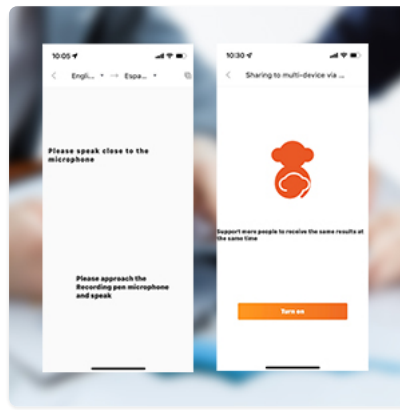 10:05
Engli... → Espa...
Please speak close to the
microphone
Please approach the
Recording pen microphone
and speak
10:30
Sharing to multi-device via ...
Support more people to receive the same results at
the same time
Turn on